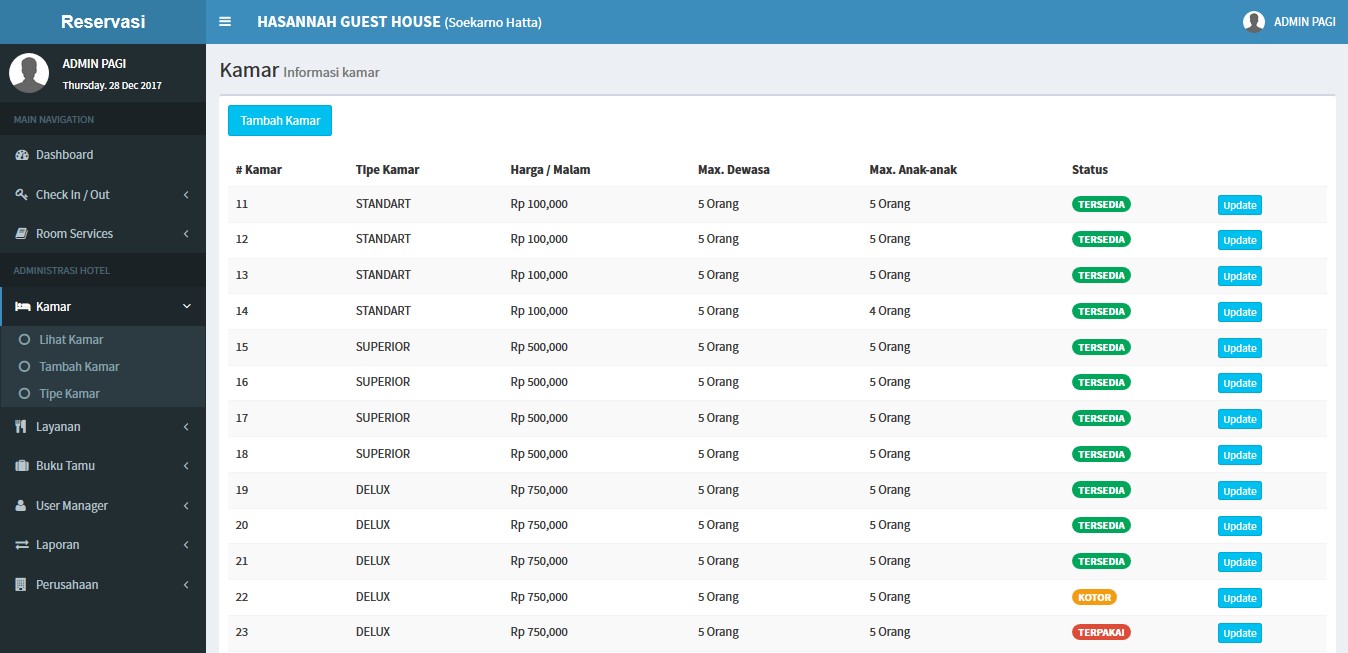 Reservasi
HASANNAH GUEST HOUSE (Soekarno Hatta)
ADMIN PAGI
ADMIN PAGI
Thursday. 28 Dec 2017
MAIN NAVIGATION
Dashboard
Check In / Out
Room Services
ADMINISTRASI HOTEL
Kamar
Lihat Kamar
Tambah Kamar
Tipe Kamar
Layanan
Buku Tamu
User Manager
Laporan
Perusahaan
Kamar Informasi kamar
Tambah Kamar
# Kamar Tipe Kamar Harga / Malam Max. Dewasa Max. Anak-anak Status
11 STANDART Rp 100,000 5 Orang 5 Orang TERSEDIA Update
12 STANDART Rp 100,000 5 Orang 5 Orang TERSEDIA Update
13 STANDART Rp 100,000 5 Orang 5 Orang TERSEDIA Update
14 STANDART Rp 100,000 5 Orang 4 Orang TERSEDIA Update
15 SUPERIOR Rp 500,000 5 Orang 5 Orang TERSEDIA Update
16 SUPERIOR Rp 500,000 5 Orang 5 Orang TERSEDIA Update
17 SUPERIOR Rp 500,000 5 Orang 5 Orang TERSEDIA Update
18 SUPERIOR Rp 500,000 5 Orang 5 Orang TERSEDIA Update
19 DELUX Rp 750,000 5 Orang 5 Orang TERSEDIA Update
20 DELUX Rp 750,000 5 Orang 5 Orang TERSEDIA Update
21 DELUX Rp 750,000 5 Orang 5 Orang TERSEDIA Update
22 DELUX Rp 750,000 5 Orang 5 Orang KOTOR Update
23 DELUX Rp 750,000 5 Orang 5 Orang TERPAKAI Update